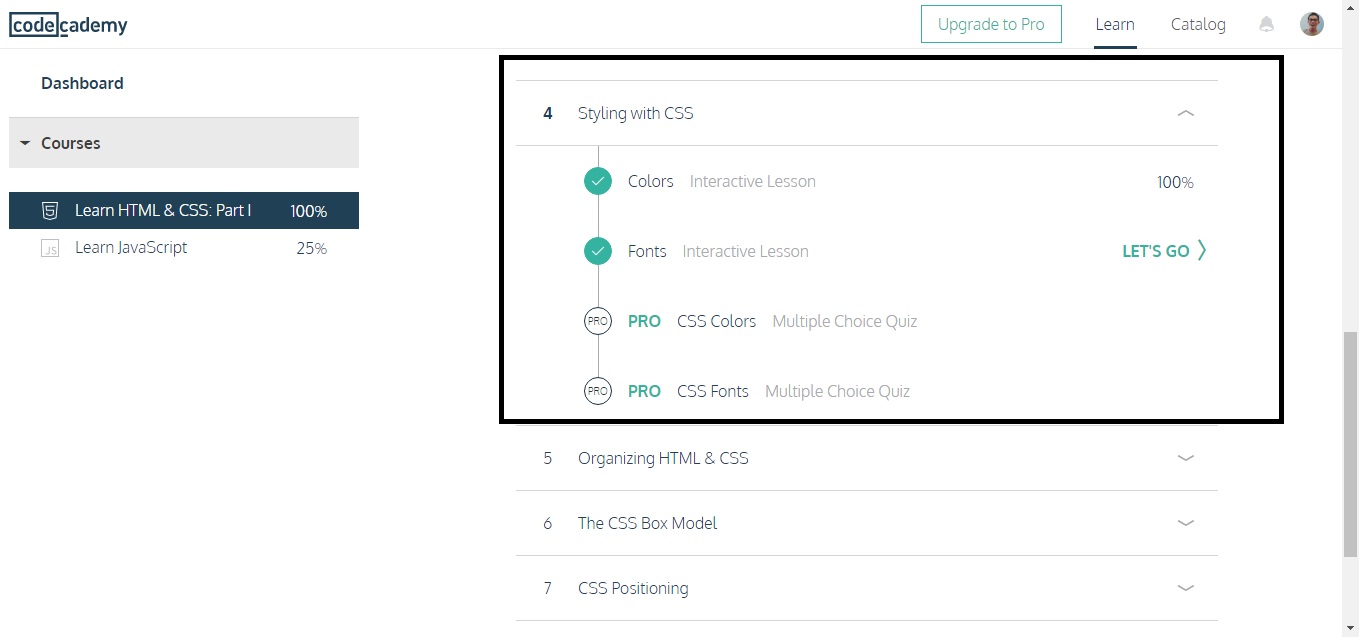 codecademy
Upgrade to Pro
Learn
Catalog
Dashboard
Courses
Learn HTML & CSS: Part I 100%
JS Learn JavaScript 25%
4 Styling with CSS
Colors Interactive Lesson 100%
Fonts Interactive Lesson LET'S GO
PRO PRO CSS Colors Multiple Choice Quiz
PRO PRO CSS Fonts Multiple Choice Quiz
5 Organizing HTML & CSS
6 The CSS Box Model
7 CSS Positioning